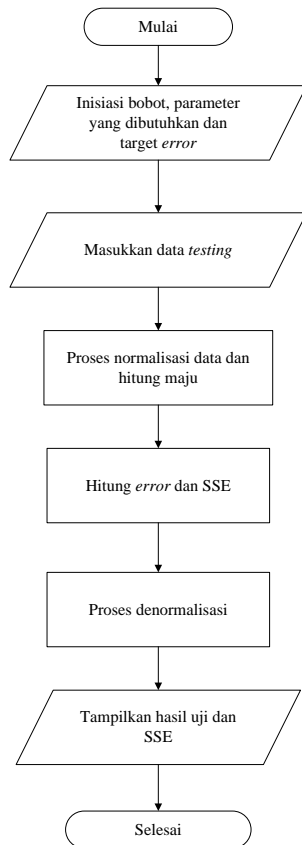 Mulai
Inisiasi bobot, parameter
yang dibutuhkan dan
target error
Masukkan data testing
Proses normalisasi data dan
hitung maju
Hitung error dan SSE
Proses denormalisasi
Tampilkan hasil uji dan
SSE
Selesai